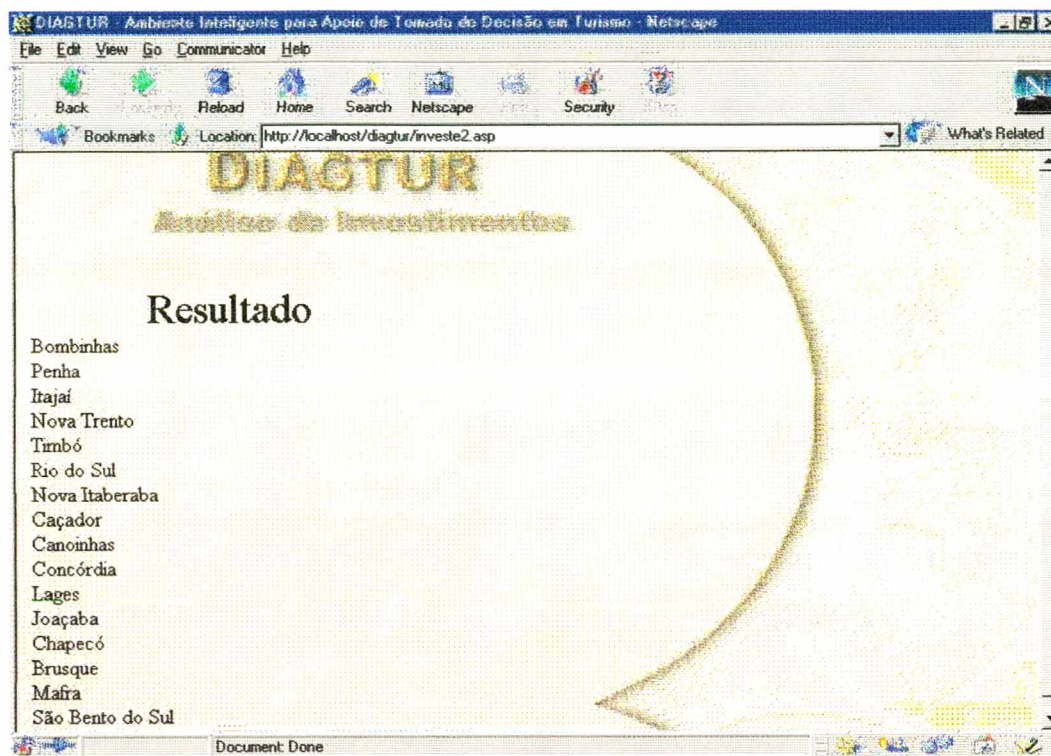 DIAGTUR - Ambiente Inteligente para Apoio de Tomada de Decisão em Turismo - Netscape
File Edit View Go Communicator Help
Back Reload Home Search Netscape Security
Bookmarks Location: http://localhost/diagtur/investe2.asp What's Related
DIAGTUR
Análise de Investimentos
Resultado
Bombinhas
Penha
Itajaí
Nova Trento
Timbó
Rio do Sul
Nova Itaberaba
Caçador
Canoinhas
Concórdia
Lages
Joaçaba
Chapecó
Brusque
Mafra
São Bento do Sul
Document: Done